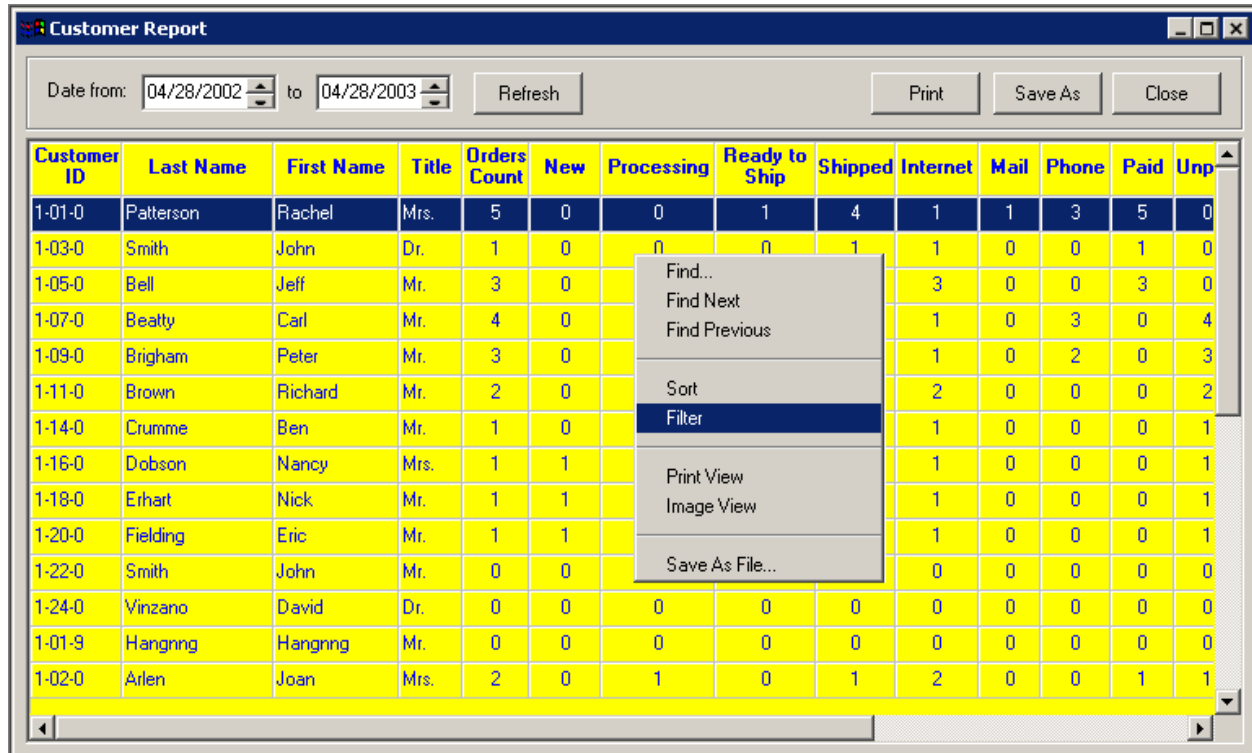 Customer Report
Date from: 04/28/2002 to 04/28/2003 Refresh Print Save As Close
Customer ID Last Name First Name Title Orders Count New Processing Ready to Ship Shipped Internet Mail Phone Paid Unp
1-01-0 Patterson Rachel Mrs. 5 0 0 1 4 1 1 3 5 0
1-03-0 Smith John Dr. 1 0 0 0 1 1 0 0 1 0
1-05-0 Bell Jeff Mr. 3 0 Find... 3 0 0 3 0
Find Next
1-07-0 Beatty Carl Mr. 4 0 Find Previous 1 0 3 0 4
1-09-0 Brigham Peter Mr. 3 0 1 0 2 0 3
1-11-0 Brown Richard Mr. 2 0 Sort 2 0 0 0 2
1-14-0 Crumme Ben Mr. 1 0 Filter 1 0 0 0 1
1-16-0 Dobson Nancy Mrs. 1 1 Print View 1 0 0 0 1
1-18-0 Erhart Nick Mr. 1 1 Image View 1 0 0 0 1
1-20-0 Fielding Eric Mr. 1 1 1 0 0 0 1
1-22-0 Smith John Mr. 0 0 Save As File... 0 0 0 0 0
1-24-0 Vinzano David Dr. 0 0 0 0 0 0 0 0 0 0
1-01-9 Hangnng Hangnng Mr. 0 0 0 0 0 0 0 0 0 0
1-02-0 Arlen Joan Mrs. 2 0 1 0 1 2 0 0 1 1